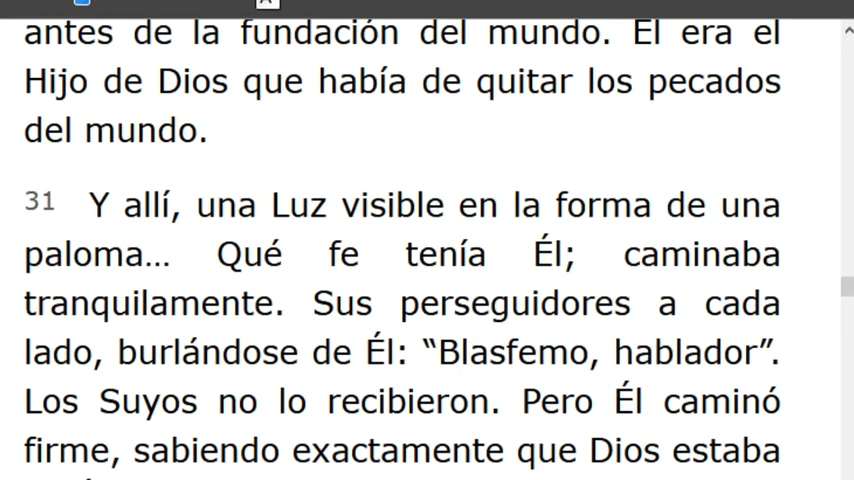 antes de la fundación del mundo. Él era el
Hijo de Dios que había de quitar los pecados
del mundo.
31 Y allí, una Luz visible en la forma de una
paloma... Qué fe tenía Él; caminaba
tranquilamente. Sus perseguidores a cada
lado, burlándose de Él: “Blasfemo, hablador”.
Los Suyos no lo recibieron. Pero Él caminó
firme, sabiendo exactamente que Dios estaba